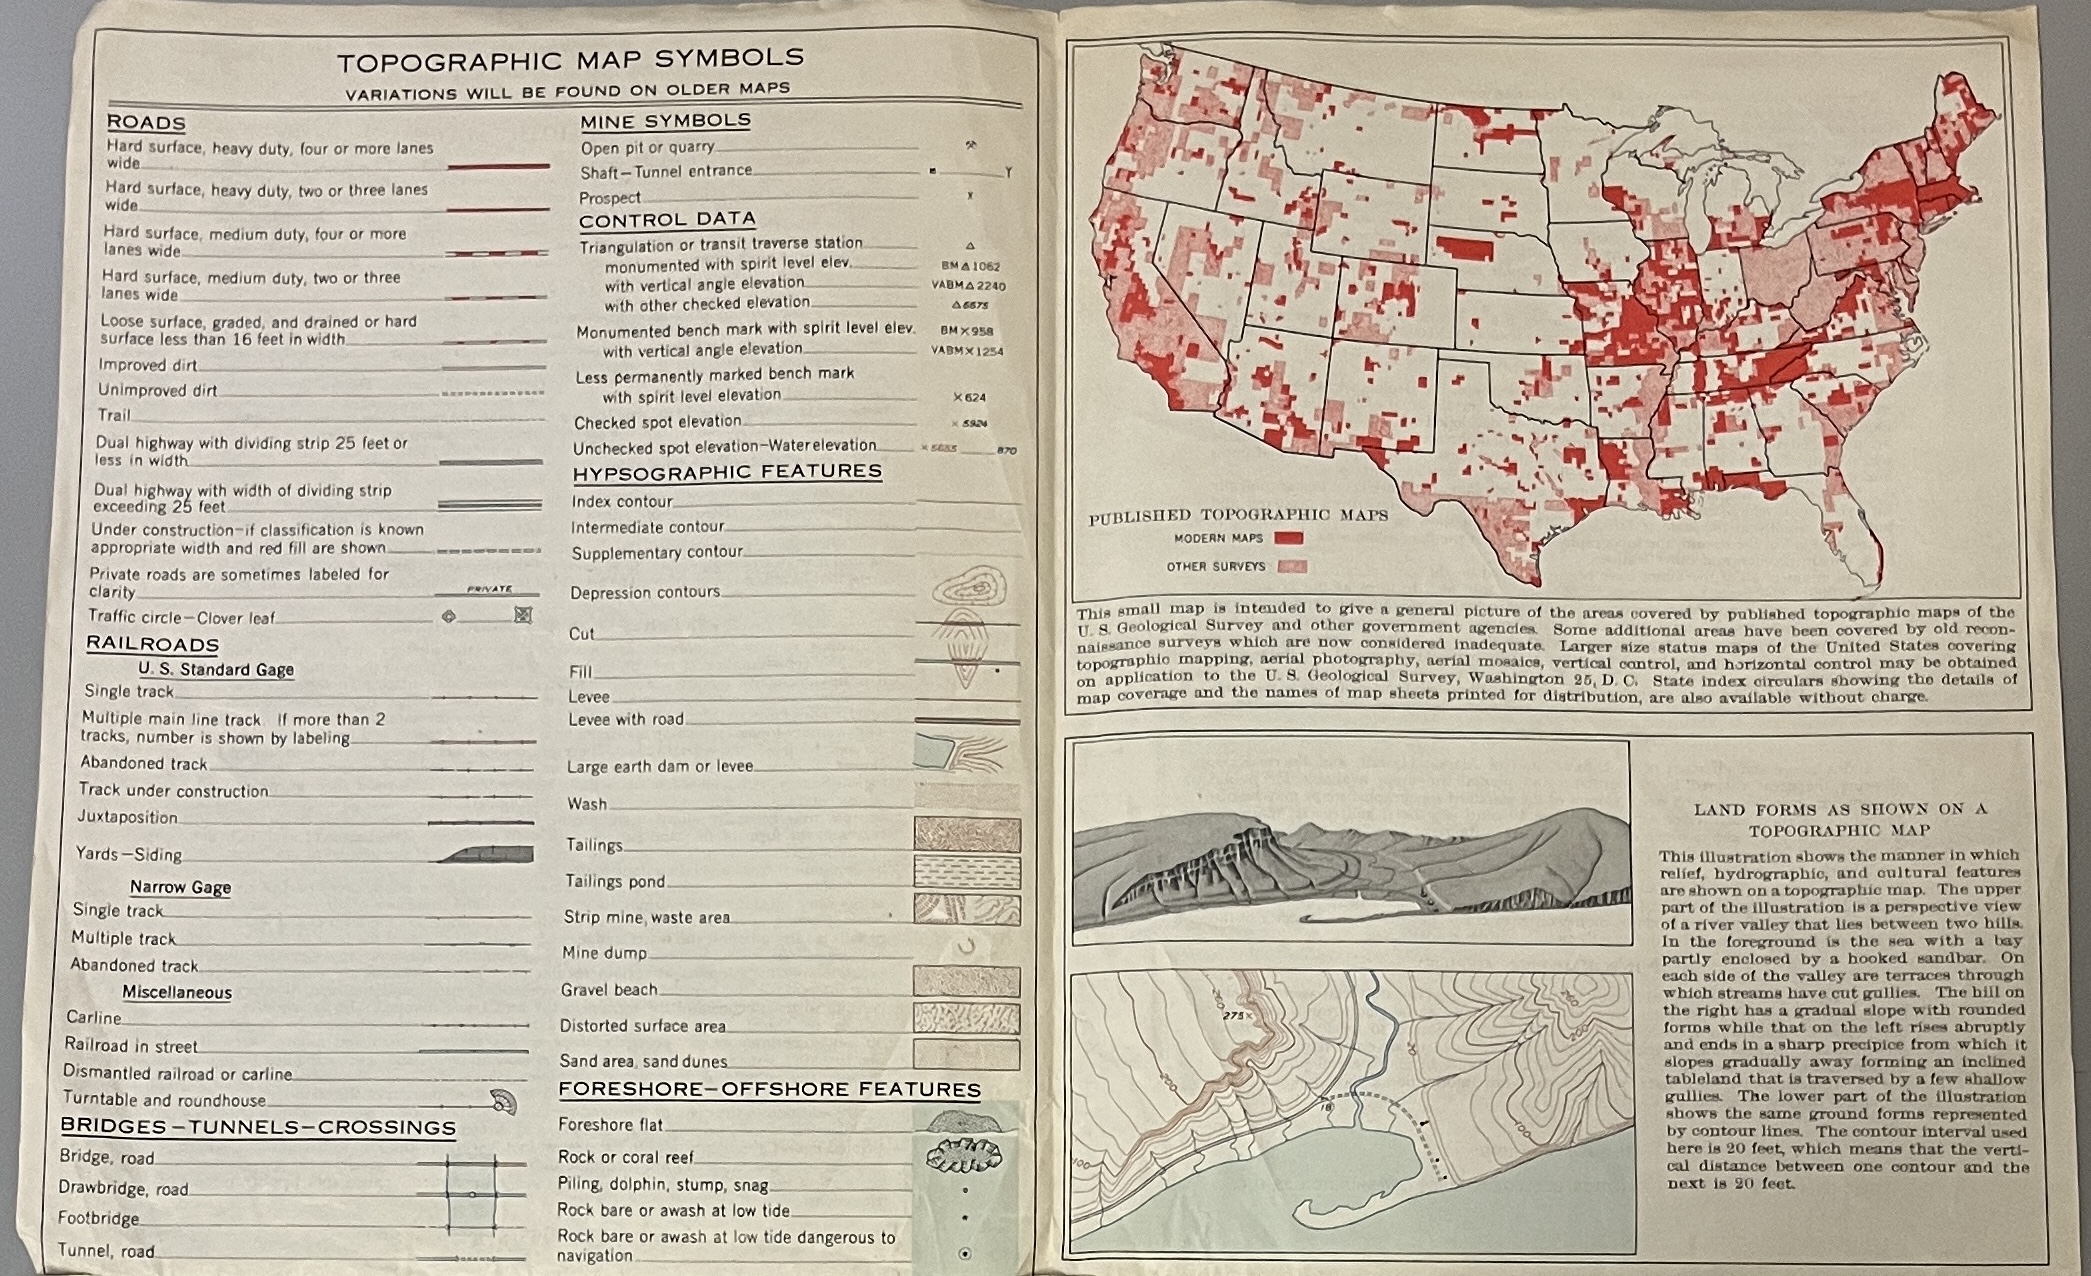 TOPOGRAPHIC MAP SYMBOLS
VARIATIONS WILL BE FOUND ON OLDER MAPS
ROADS
Hard surface, heavy duty, four or more lanes
wide
Hard surface, heavy duty, two or three lanes
wide
Hard surface, medium duty, four or more
lanes wide
Hard surface, medium duty, two or three
lanes wide
Loose surface, graded, and drained or hard
surface less than 16 feet in width
Improved dirt
Unimproved dirt
Trail
Dual highway with dividing strip 25 feet or
less in width
Dual highway with width of dividing strip
exceeding 25 feet
Under construction—if classification is known
appropriate width and red fill are shown
Private roads are sometimes labeled for
clarity PRIVATE
Traffic circle—Clover leaf
RAILROADS
U. S. Standard Gage
Single track
Multiple main line track. If more than 2
tracks, number is shown by labeling
Abandoned track
Track under construction
Juxtaposition
Yards—Siding
Narrow Gage
Single track
Multiple track
Abandoned track
Miscellaneous
Carline
Railroad in street
Dismantled railroad or carline
Turntable and roundhouse
BRIDGES—TUNNELS—CROSSINGS
Bridge, road
Drawbridge, road
Footbridge
Tunnel, road
MINE SYMBOLS
Open pit or quarry
Shaft—Tunnel entrance Y
Prospect x
CONTROL DATA
Triangulation or transit traverse station △
monumented with spirit level elev. BM△1062
with vertical angle elevation VABM△2240
with other checked elevation △6675
Monumented bench mark with spirit level elev. BM×958
with vertical angle elevation VABM×1254
Less permanently marked bench mark
with spirit level elevation ×624
Checked spot elevation ×5924
Unchecked spot elevation—Water elevation ×5655 870
HYPSOGRAPHIC FEATURES
Index contour
Intermediate contour
Supplementary contour
Depression contours
Cut
Fill
Levee
Levee with road
Large earth dam or levee
Wash
Tailings
Tailings pond
Strip mine, waste area
Mine dump
Gravel beach
Distorted surface area
Sand area, sand dunes
FORESHORE—OFFSHORE FEATURES
Foreshore flat
Rock or coral reef
Piling, dolphin, stump, snag
Rock bare or awash at low tide
Rock bare or awash at low tide dangerous to
navigation
PUBLISHED TOPOGRAPHIC MAPS
MODERN MAPS
OTHER SURVEYS
This small map is intended to give a general picture of the areas covered by published topographic maps of the
U. S. Geological Survey and other government agencies. Some additional areas have been covered by old recon-
naissance surveys which are now considered inadequate. Larger size status maps of the United States covering
topographic mapping, aerial photography, aerial mosaics, vertical control, and horizontal control may be obtained
on application to the U. S. Geological Survey, Washington 25, D. C. State index circulars showing the details of
map coverage and the names of map sheets printed for distribution, are also available without charge.
LAND FORMS AS SHOWN ON A
TOPOGRAPHIC MAP
This illustration shows the manner in which
relief, hydrographic, and cultural features
are shown on a topographic map. The upper
part of the illustration is a perspective view
of a river valley that lies between two hills.
In the foreground is the sea with a bay
partly enclosed by a hooked sandbar. On
each side of the valley are terraces through
which streams have cut gullies. The hill on
the right has a gradual slope with rounded
forms while that on the left rises abruptly
and ends in a sharp precipice from which it
slopes gradually away forming an inclined
tableland that is traversed by a few shallow
gullies. The lower part of the illustration
shows the same ground forms represented
by contour lines. The contour interval used
here is 20 feet, which means that the verti-
cal distance between one contour and the
next is 20 feet.
260
275×
260
200
200
20
18
100
100